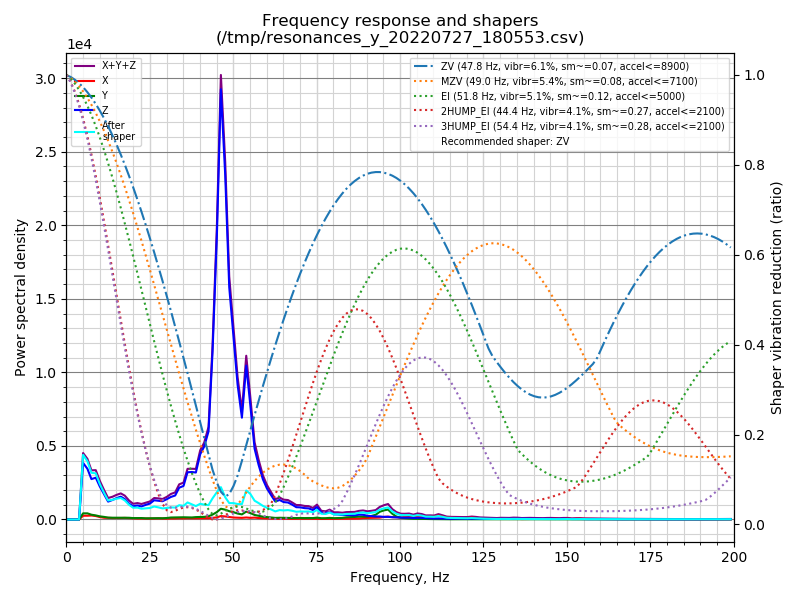 Frequency response and shapers
(/tmp/resonances_y_20220727_180553.csv)
1e4
X+Y+Z
X
Y
Z
After
shaper
ZV (47.8 Hz, vibr=6.1%, sm~=0.07, accel<=8900)
MZV (49.0 Hz, vibr=5.4%, sm~=0.08, accel<=7100)
EI (51.8 Hz, vibr=5.1%, sm~=0.12, accel<=5000)
2HUMP_EI (44.4 Hz, vibr=4.1%, sm~=0.27, accel<=2100)
3HUMP_EI (54.4 Hz, vibr=4.1%, sm~=0.28, accel<=2100)
Recommended shaper: ZV
Power spectral density
3.0
2.5
2.0
1.5
1.0
0.5
0.0
1.0
0.8
0.6
0.4
0.2
0.0
Shaper vibration reduction (ratio)
0 25 50 75 100 125 150 175 200
Frequency, Hz